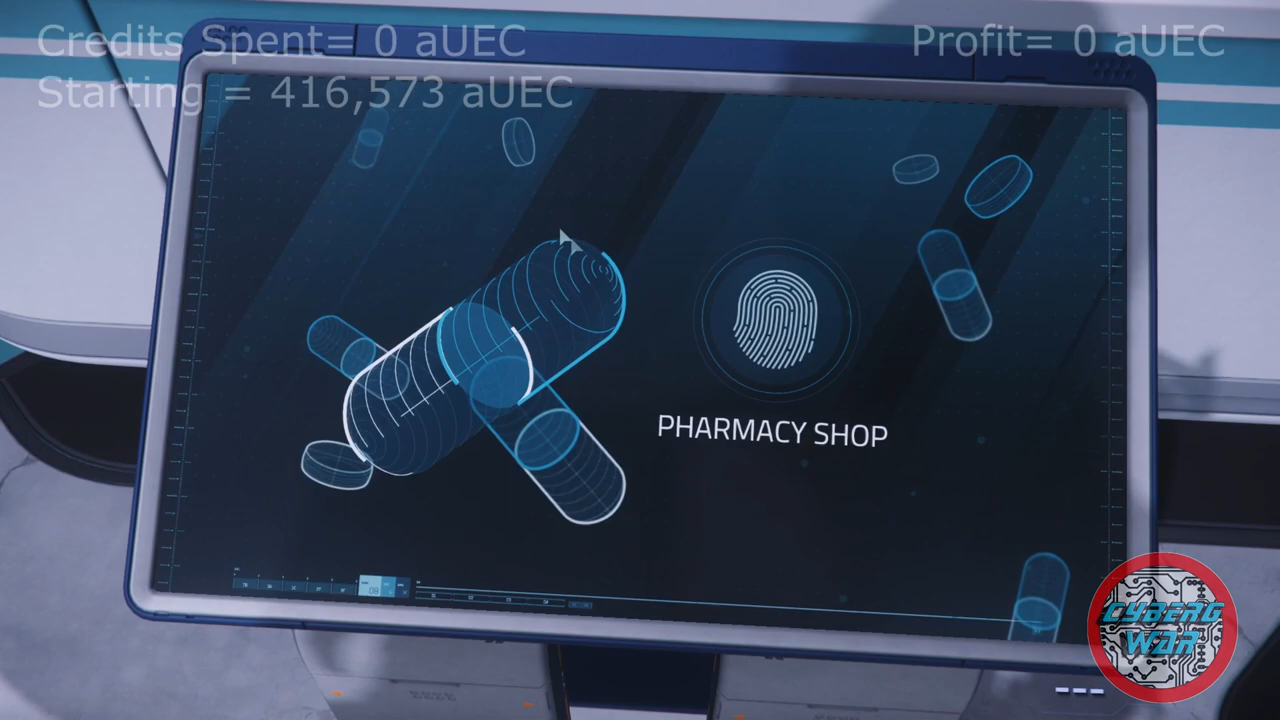 Credits Spent= 0 aUEC
Profit= 0 aUEC
Starting = 416,573 aUEC
PHARMACY SHOP
CYBERG
WAR